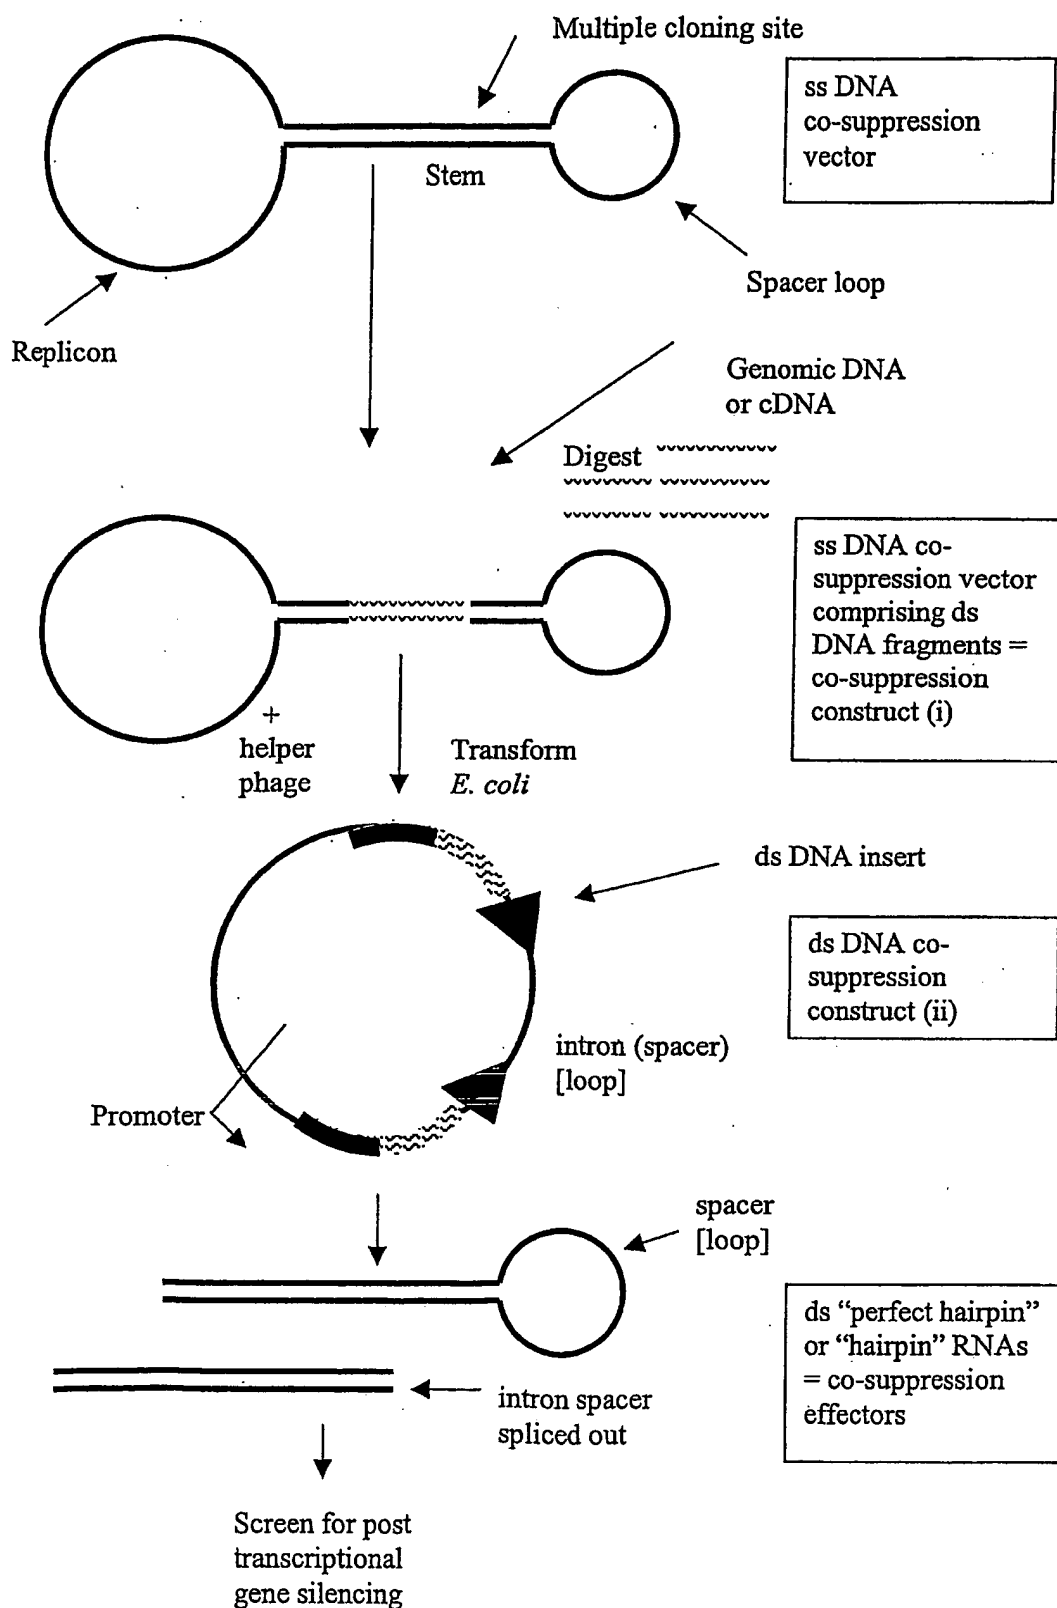 Multiple cloning site
ss DNA
co-suppression
vector
Stem
Spacer loop
Replicon
Genomic DNA
or cDNA
Digest
ss DNA co-
suppression vector
comprising ds
DNA fragments =
co-suppression
construct (i)
+
helper
phage
Transform
E. coli
ds DNA insert
ds DNA co-
suppression
construct (ii)
intron (spacer)
[loop]
Promoter
spacer
[loop]
ds “perfect hairpin”
or “hairpin” RNAs
= co-suppression
effectors
intron spacer
spliced out
Screen for post
transcriptional
gene silencing